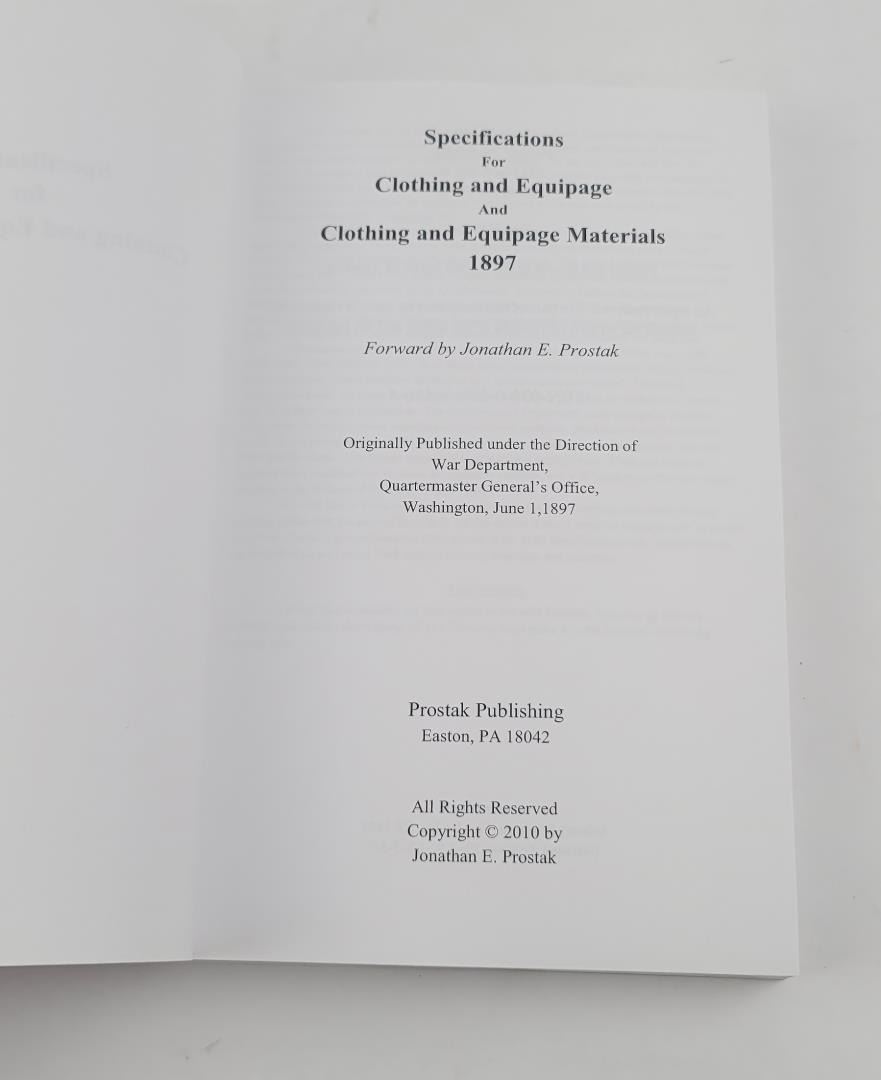 Specifications
For
Clothing and Equipage
And
Clothing and Equipage Materials
1897
Forward by Jonathan E. Prostak
Originally Published under the Direction of
War Department,
Quartermaster General's Office,
Washington, June 1,1897
Prostak Publishing
Easton, PA 18042
All Rights Reserved
Copyright © 2010 by
Jonathan E. Prostak